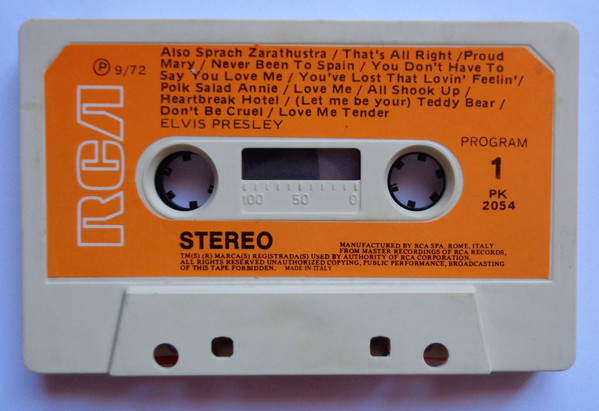 RCA
Ⓟ 9/72
Also Sprach Zarathustra / That's All Right /Proud
Mary / Never Been To Spain / You Don't Have To
Say You Love Me / You've Lost That Lovin' Feelin'/
Polk Salad Annie / Love Me / All Shook Up /
Heartbreak Hotel / (Let me be your) Teddy Bear /
Don't Be Cruel / Love Me Tender
ELVIS PRESLEY
PROGRAM
1
PK
2054
100 50 0
STEREO
MANUFACTURED BY RCA SPA, ROME, ITALY
FROM MASTER RECORDINGS OF RCA RECORDS,
TM(S) (R) MARCA(S) REGISTRADA(S) USED BY AUTHORITY OF RCA CORPORATION
ALL RIGHTS RESERVED UNAUTHORIZED COPYING, PUBLIC PERFORMANCE, BROADCASTING
OF THIS TAPE FORBIDDEN. MADE IN ITALY